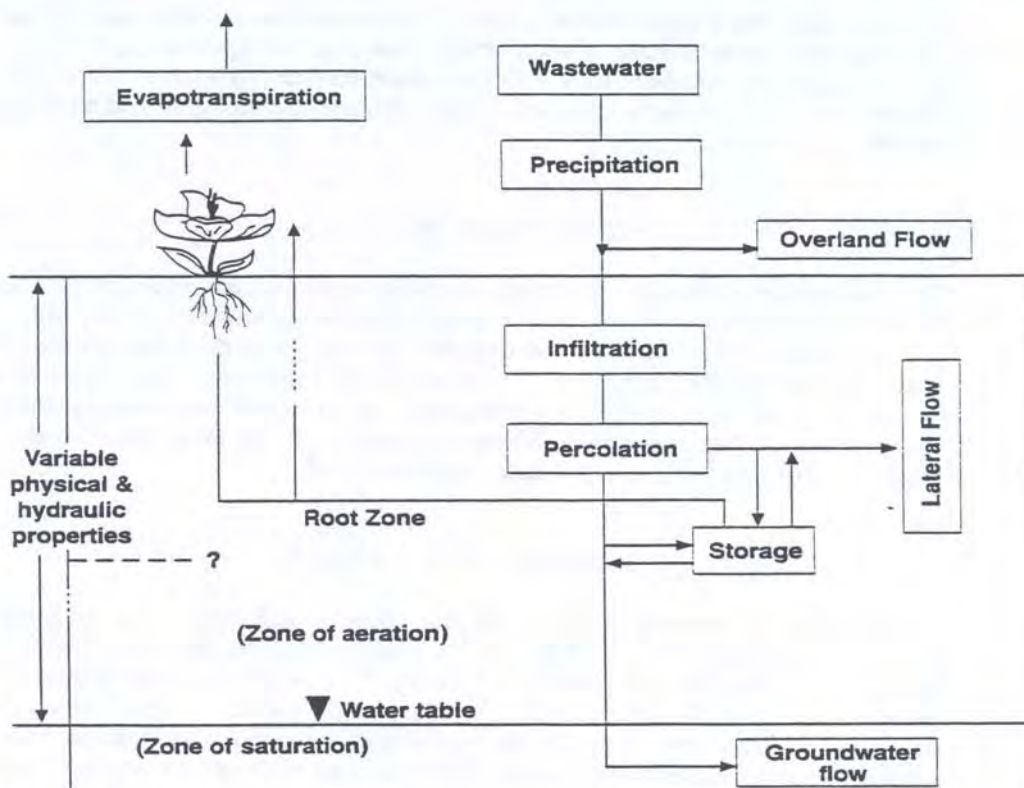 Wastewater
Evapotranspiration
Precipitation
Overland Flow
Infiltration
Percolation
Lateral Flow
Variable
physical &
hydraulic
properties
Root Zone
Storage
?
(Zone of aeration)
Water table
(Zone of saturation)
Groundwater
flow